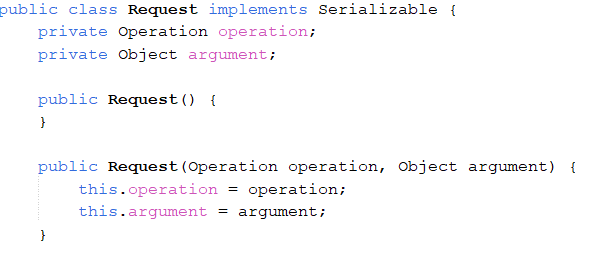 public class Request implements Serializable {
    private Operation operation;
    private Object argument;
    public Request() {
    }
    public Request(Operation operation, Object argument) {
        this.operation = operation;
        this.argument = argument;
    }